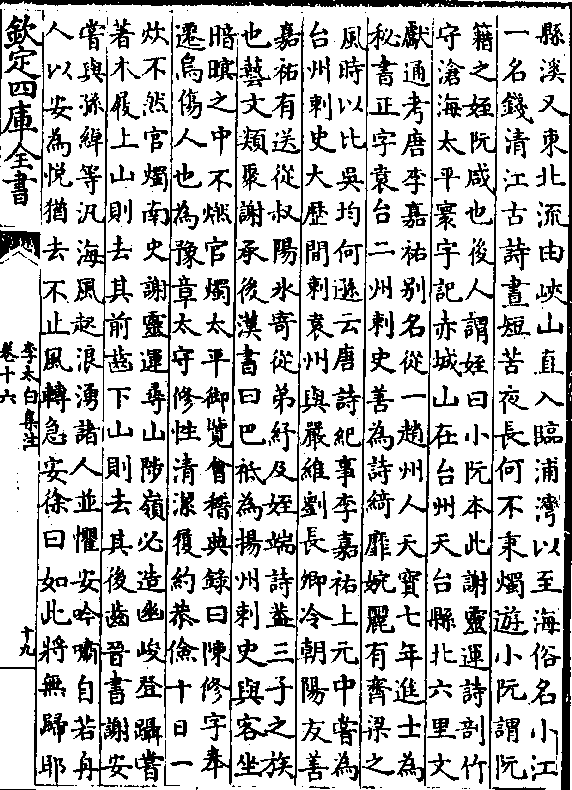 縣溪又東北流由峽山直入臨浦灣以至海俗名小江
一名錢清江古詩晝短苦夜長何不秉燭遊小阮謂阮
籍之姪阮咸也後人謂姪曰小阮本此謝靈運詩剖竹
守滄海太平寰宇記赤城山在台州天台縣北六里文
獻通考唐李嘉祐别名從一趙州人天寶七年進士為
秘書正字袁台二州刺史善為詩綺靡婉麗有齊梁之
風時以比吳均何遜云唐詩紀事李嘉祐上元中嘗為
台州刺史大歴間刺袁州與嚴維劉長卿冷朝陽友善
嘉祐有送從叔陽氷寄從弟紓及姪端詩葢三子之族
也藝文類聚謝承後漢書曰巴祗為揚州刺史與客坐
暗暝之中不燃官燭太平御覽會稽典錄曰陳修字奉
遷烏傷人也為豫章太守修性清潔履約恭儉十日一
炊不然官燭南史謝靈運尋山陟嶺必造幽峻登躡嘗
著木屐上山則去其前齒下山則去其後齒晉書謝安
嘗與孫綽等汎海風起浪湧諸人並懼安吟嘯自若舟
人以安為悦猶去不止風轉急安徐曰如此將無歸耶
欽定四庫全書
李太白集注
卷十六
十九